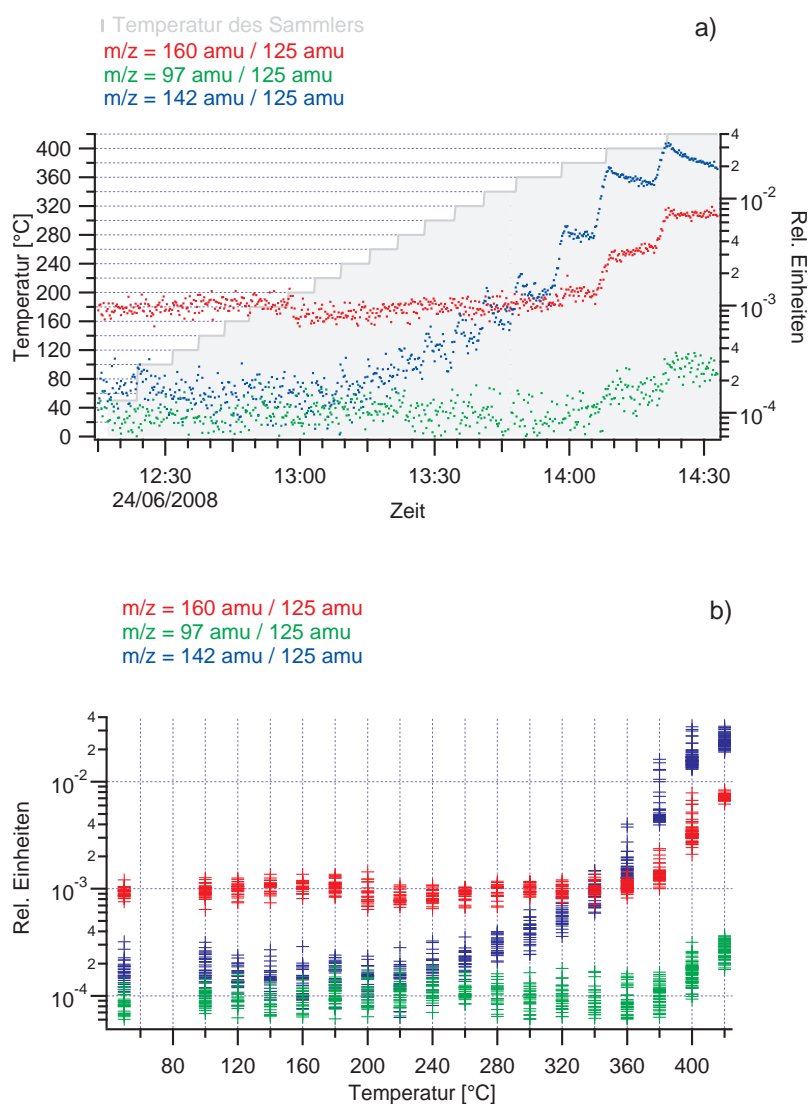 Temperatur des Sammlers
a)
m/z = 160 amu / 125 amu
m/z = 97 amu / 125 amu
m/z = 142 amu / 125 amu
Temperatur [°C]
400
360
320
280
240
200
160
120
80
40
0
4
2
10⁻²
4
2
10⁻³
4
2
10⁻⁴
Rel. Einheiten
12:30 13:00 13:30 14:00 14:30
24/06/2008
Zeit
m/z = 160 amu / 125 amu
b)
m/z = 97 amu / 125 amu
m/z = 142 amu / 125 amu
Rel. Einheiten
4
2
10⁻²
4
2
10⁻³
4
2
10⁻⁴
80 120 160 200 240 280 320 360 400
Temperatur [°C]